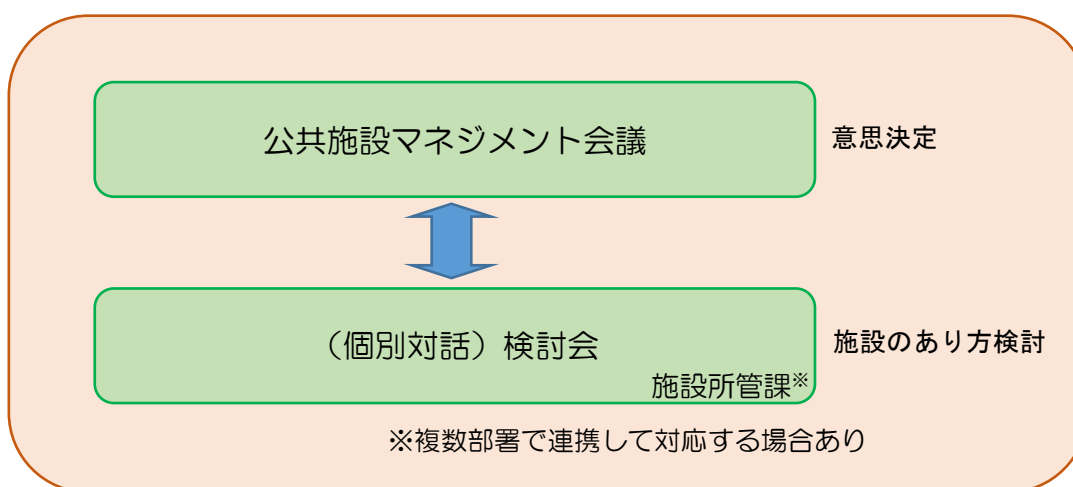 公共施設マネジメント会議
意思決定
（個別対話）検討会
施設のあり方検討
施設所管課※
※複数部署で連携して対応する場合あり